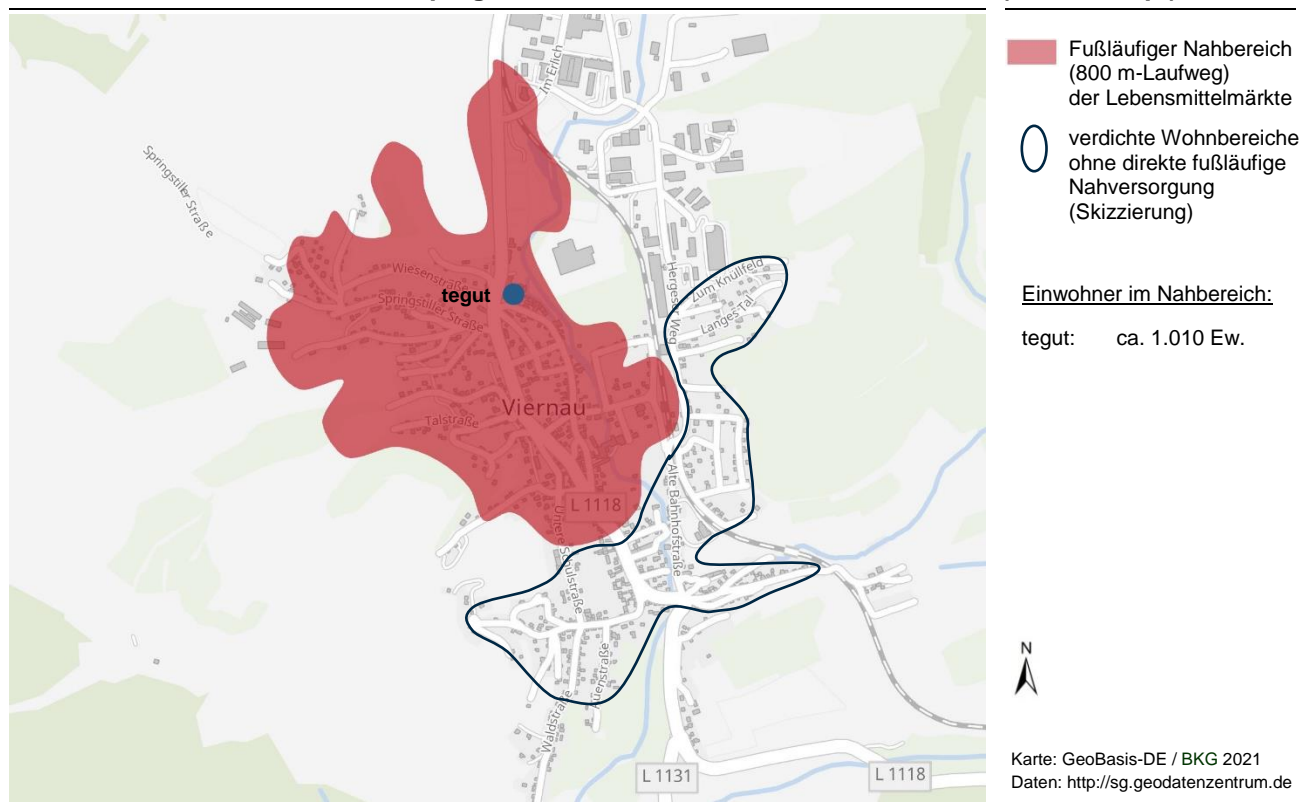 Im Erlich
Springstiller
Straße
Wiesenstraße
tegut
Springstiller Straße
Hergeser Weg
Zum Knüllfeld
Langes Tal
Viernau
Talstraße
L 1118
Untere Schulstraße
Alte Bahnhofstraße
Auenstraße
Waldstraße
L 1131
L 1118
Fußläufiger Nahbereich
(800 m-Laufweg)
der Lebensmittelmärkte
verdichte Wohnbereiche
ohne direkte fußläufige
Nahversorgung
(Skizzierung)
Einwohner im Nahbereich:
tegut: ca. 1.010 Ew.
N
Karte: GeoBasis-DE / BKG 2021
Daten: http://sg.geodatenzentrum.de